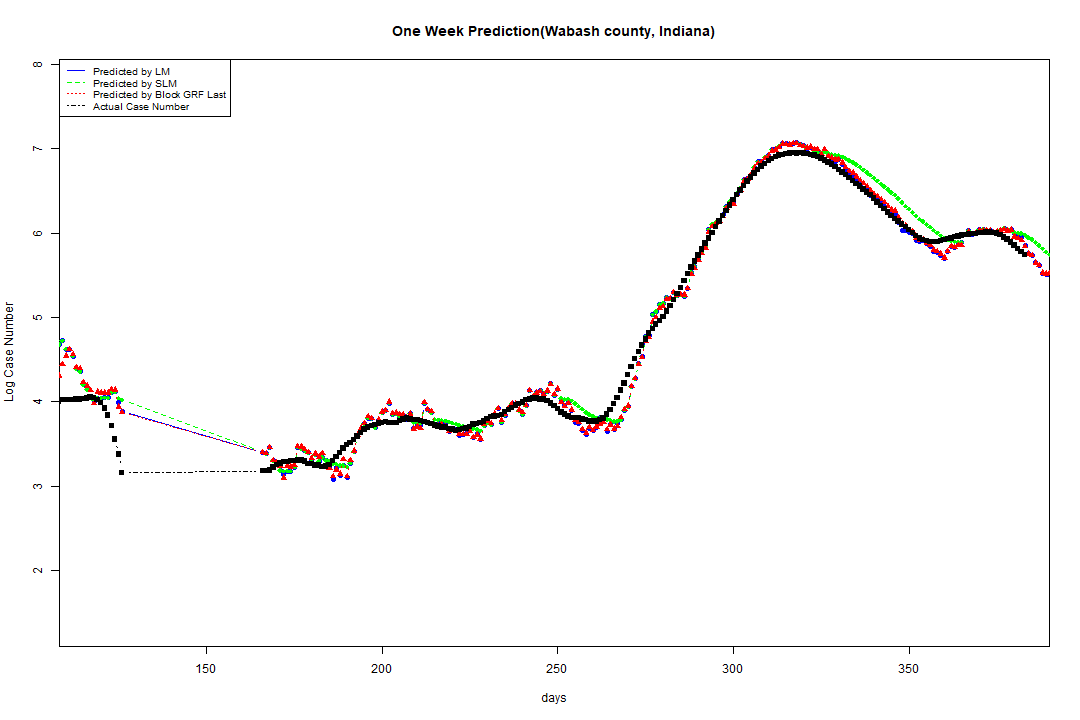 One Week Prediction(Wabash county, Indiana)
Predicted by LM
Predicted by SLM
Predicted by Block GRF Last
Actual Case Number
8
7
6
5
4
3
2
Log Case Number
150 200 250 300 350
days